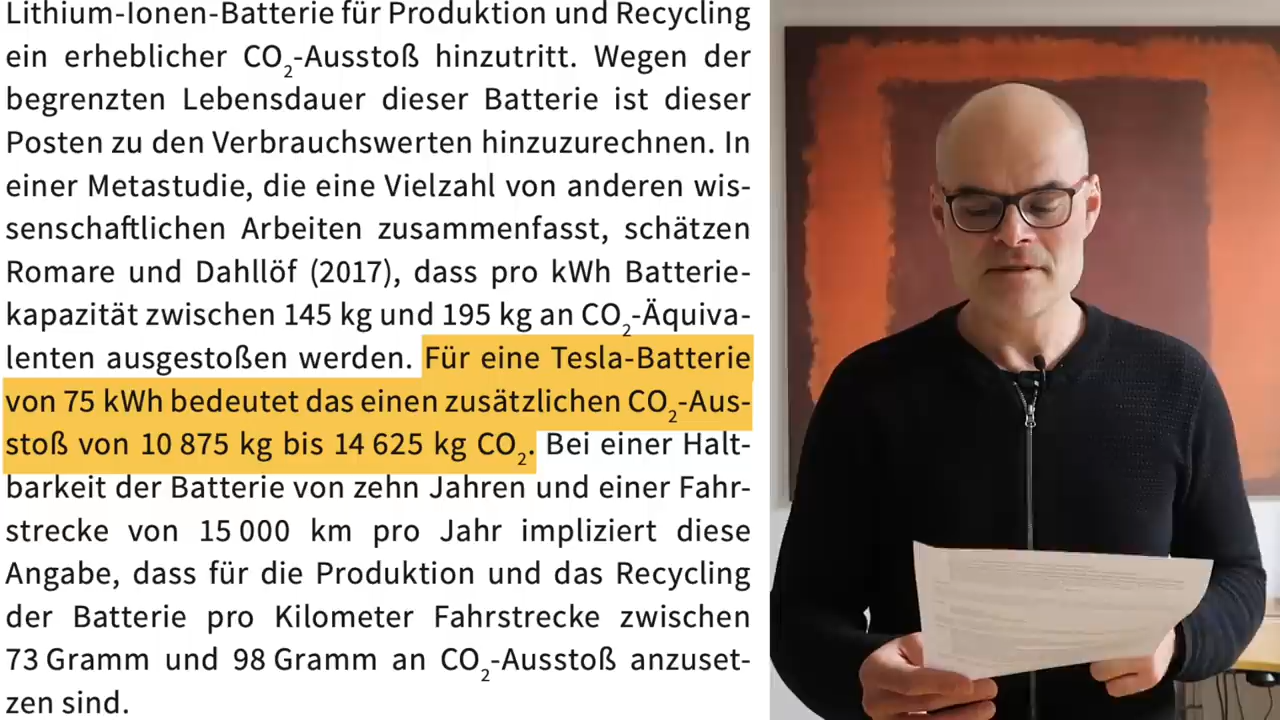 Lithium-Ionen-Batterie für Produktion und Recycling
ein erheblicher CO₂-Ausstoß hinzutritt. Wegen der
begrenzten Lebensdauer dieser Batterie ist dieser
Posten zu den Verbrauchswerten hinzuzurechnen. In
einer Metastudie, die eine Vielzahl von anderen wis-
senschaftlichen Arbeiten zusammenfasst, schätzen
Romare und Dahllöf (2017), dass pro kWh Batterie-
kapazität zwischen 145 kg und 195 kg an CO₂-Äquiva-
lenten ausgestoßen werden. Für eine Tesla-Batterie
von 75 kWh bedeutet das einen zusätzlichen CO₂-Aus-
stoß von 10 875 kg bis 14 625 kg CO₂. Bei einer Halt-
barkeit der Batterie von zehn Jahren und einer Fahr-
strecke von 15 000 km pro Jahr impliziert diese
Angabe, dass für die Produktion und das Recycling
der Batterie pro Kilometer Fahrstrecke zwischen
73 Gramm und 98 Gramm an CO₂-Ausstoß anzuset-
zen sind.